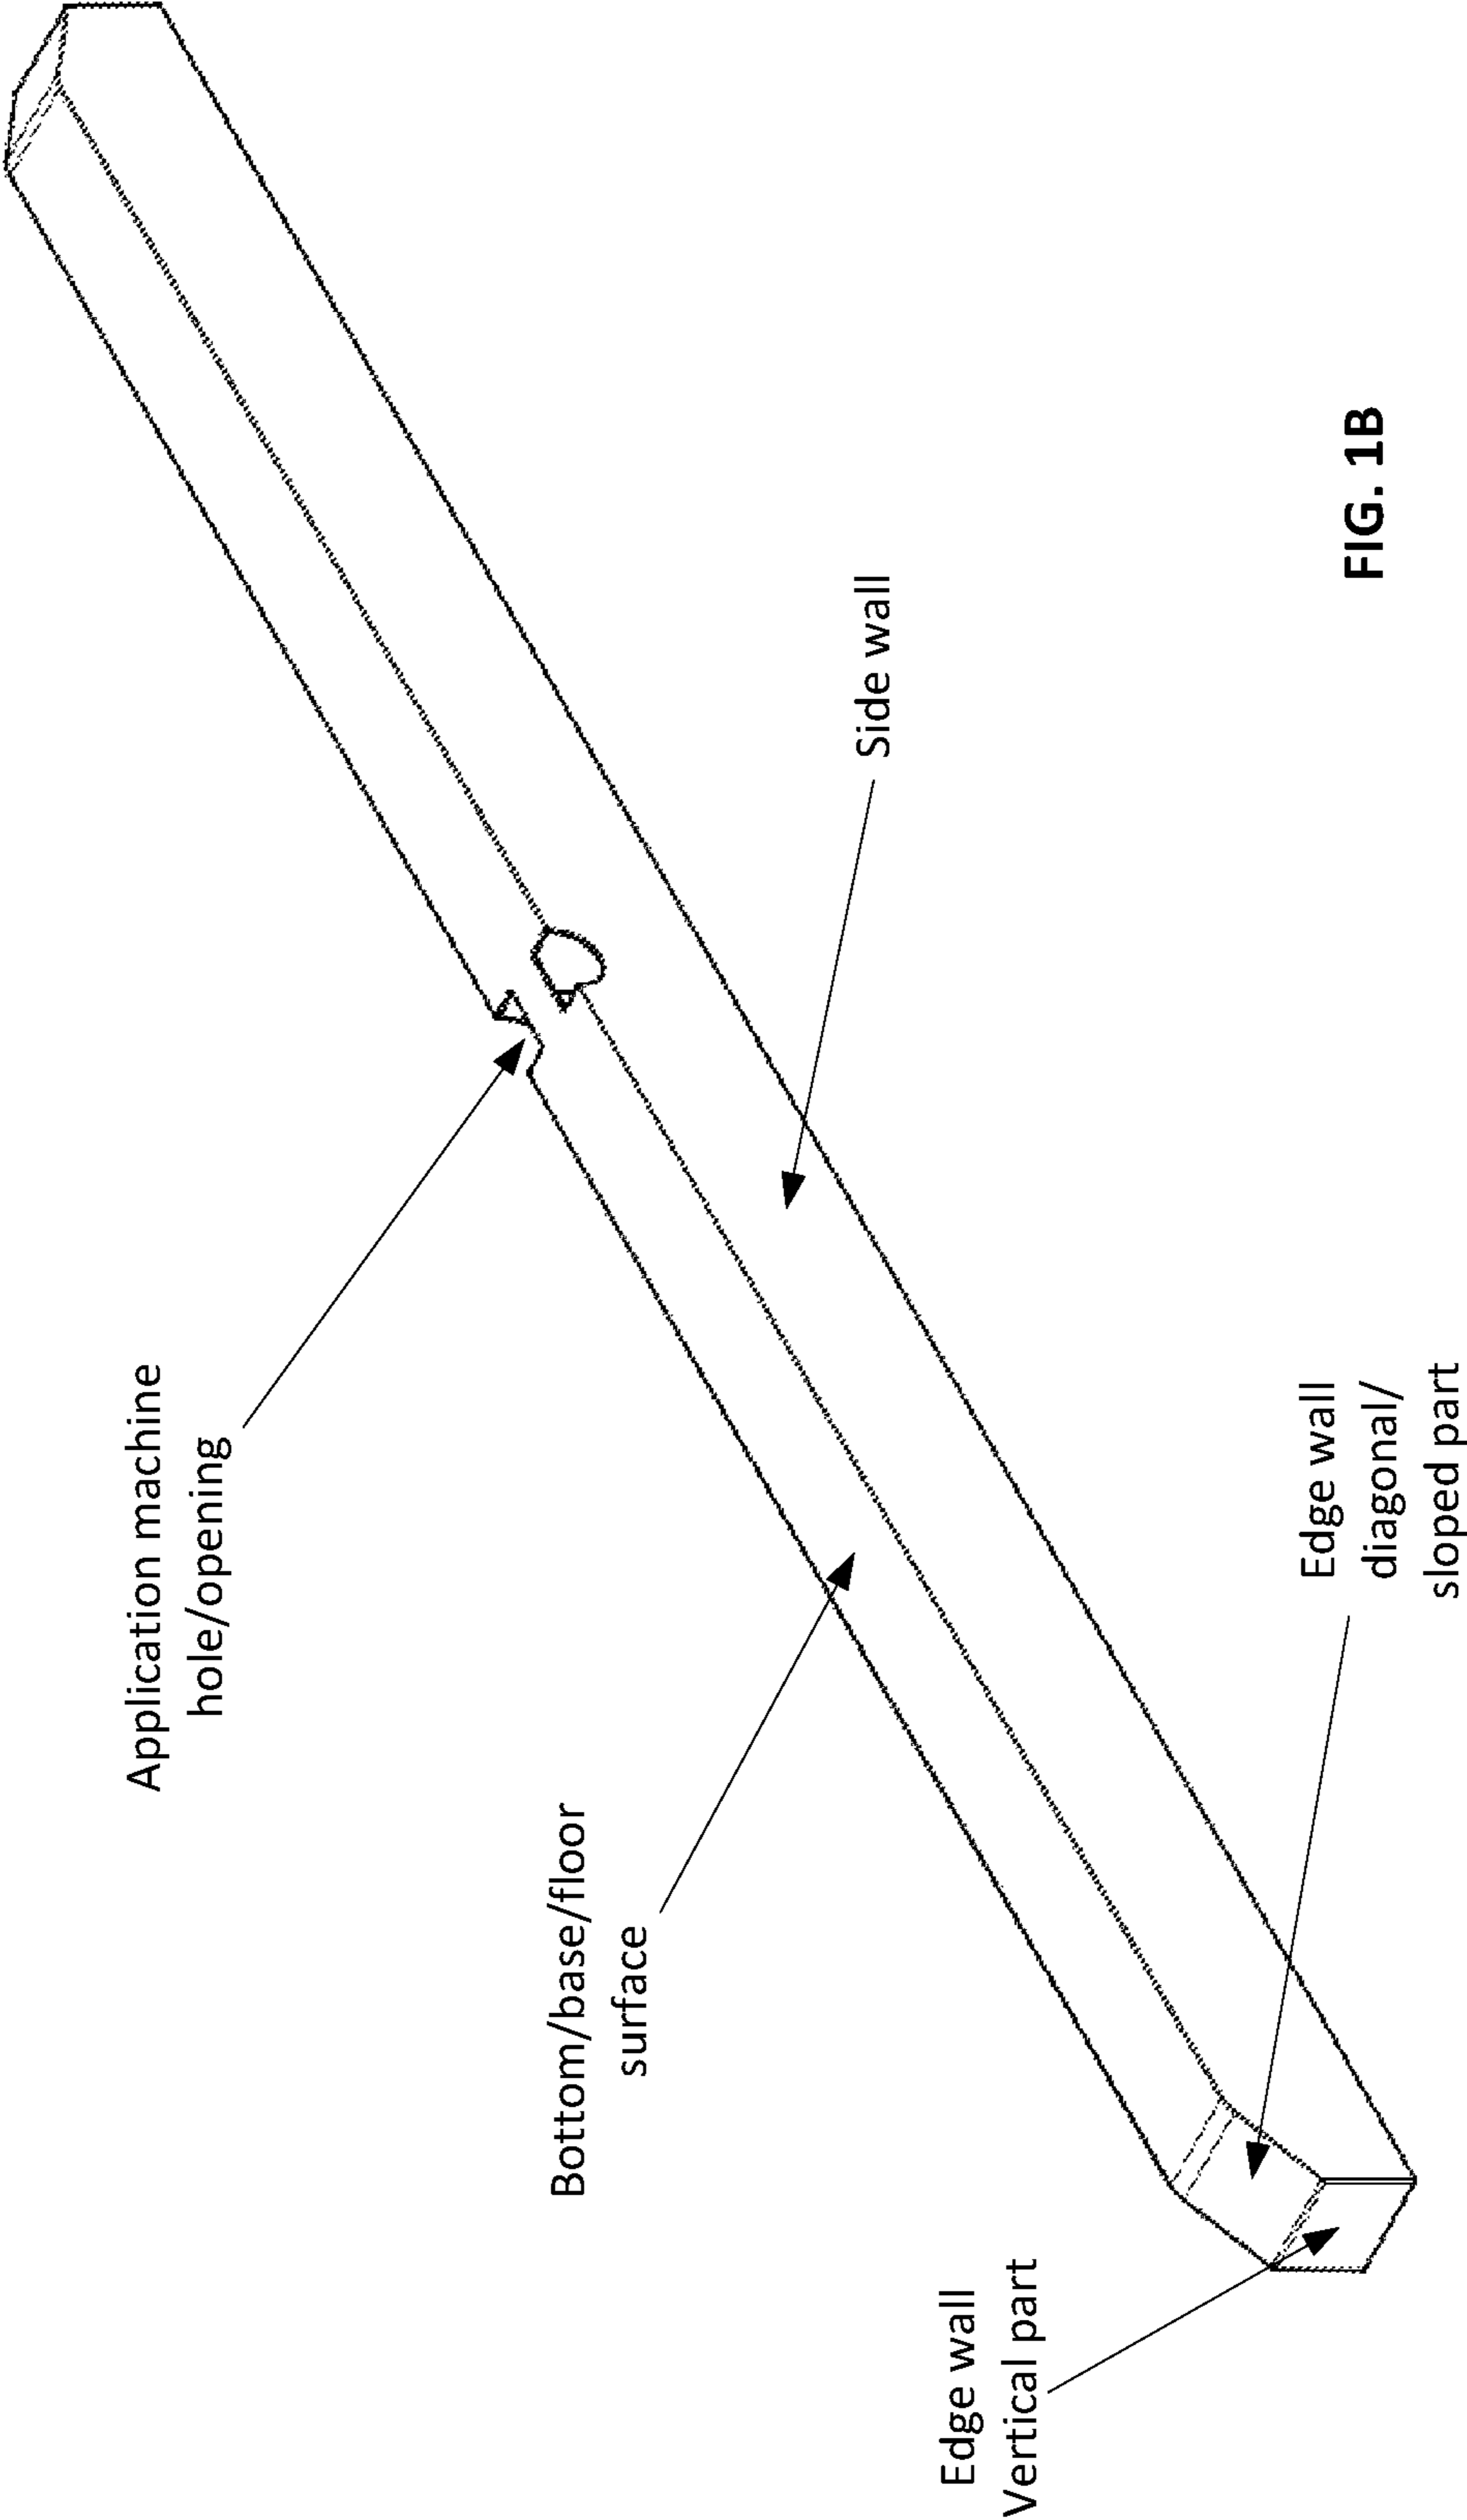 Application machine
hole/opening
Bottom/base/floor
surface
Edge wall
Vertical part
Side wall
Edge wall
diagonal/
sloped part
FIG. 1B